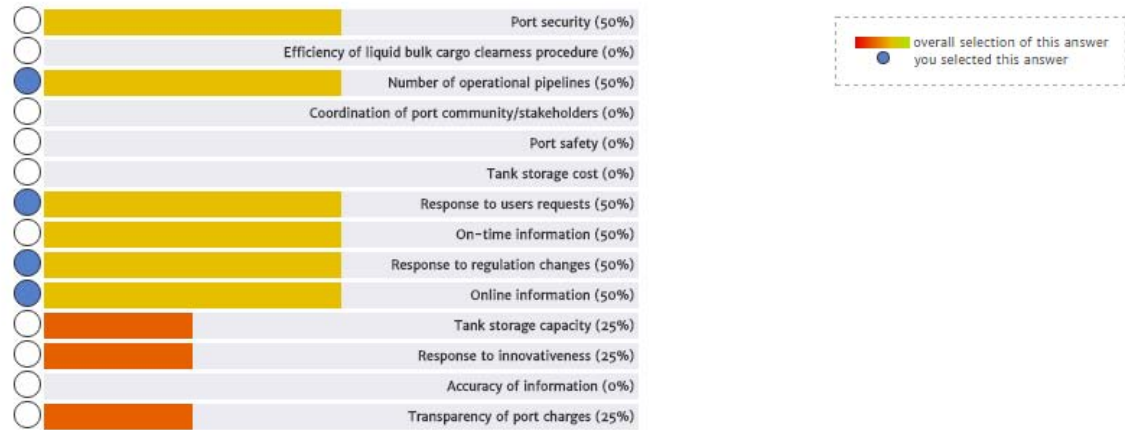 Port security (50%)
Efficiency of liquid bulk cargo clearness procedure (0%)
Number of operational pipelines (50%)
Coordination of port community/stakeholders (0%)
Port safety (0%)
Tank storage cost (0%)
Response to users requests (50%)
On-time information (50%)
Response to regulation changes (50%)
Online information (50%)
Tank storage capacity (25%)
Response to innovativeness (25%)
Accuracy of information (0%)
Transparency of port charges (25%)
overall selection of this answer
you selected this answer